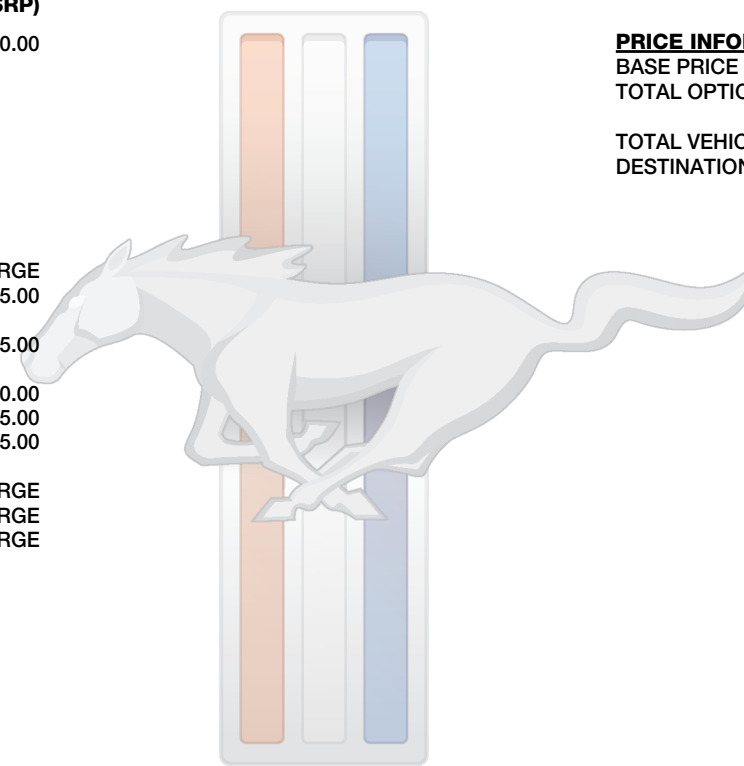 SRP)
0.00
RGE
5.00
5.00
0.00
5.00
5.00
RGE
RGE
RGE
PRICE INFO
BASE PRICE
TOTAL OPTIO
TOTAL VEHIC
DESTINATION